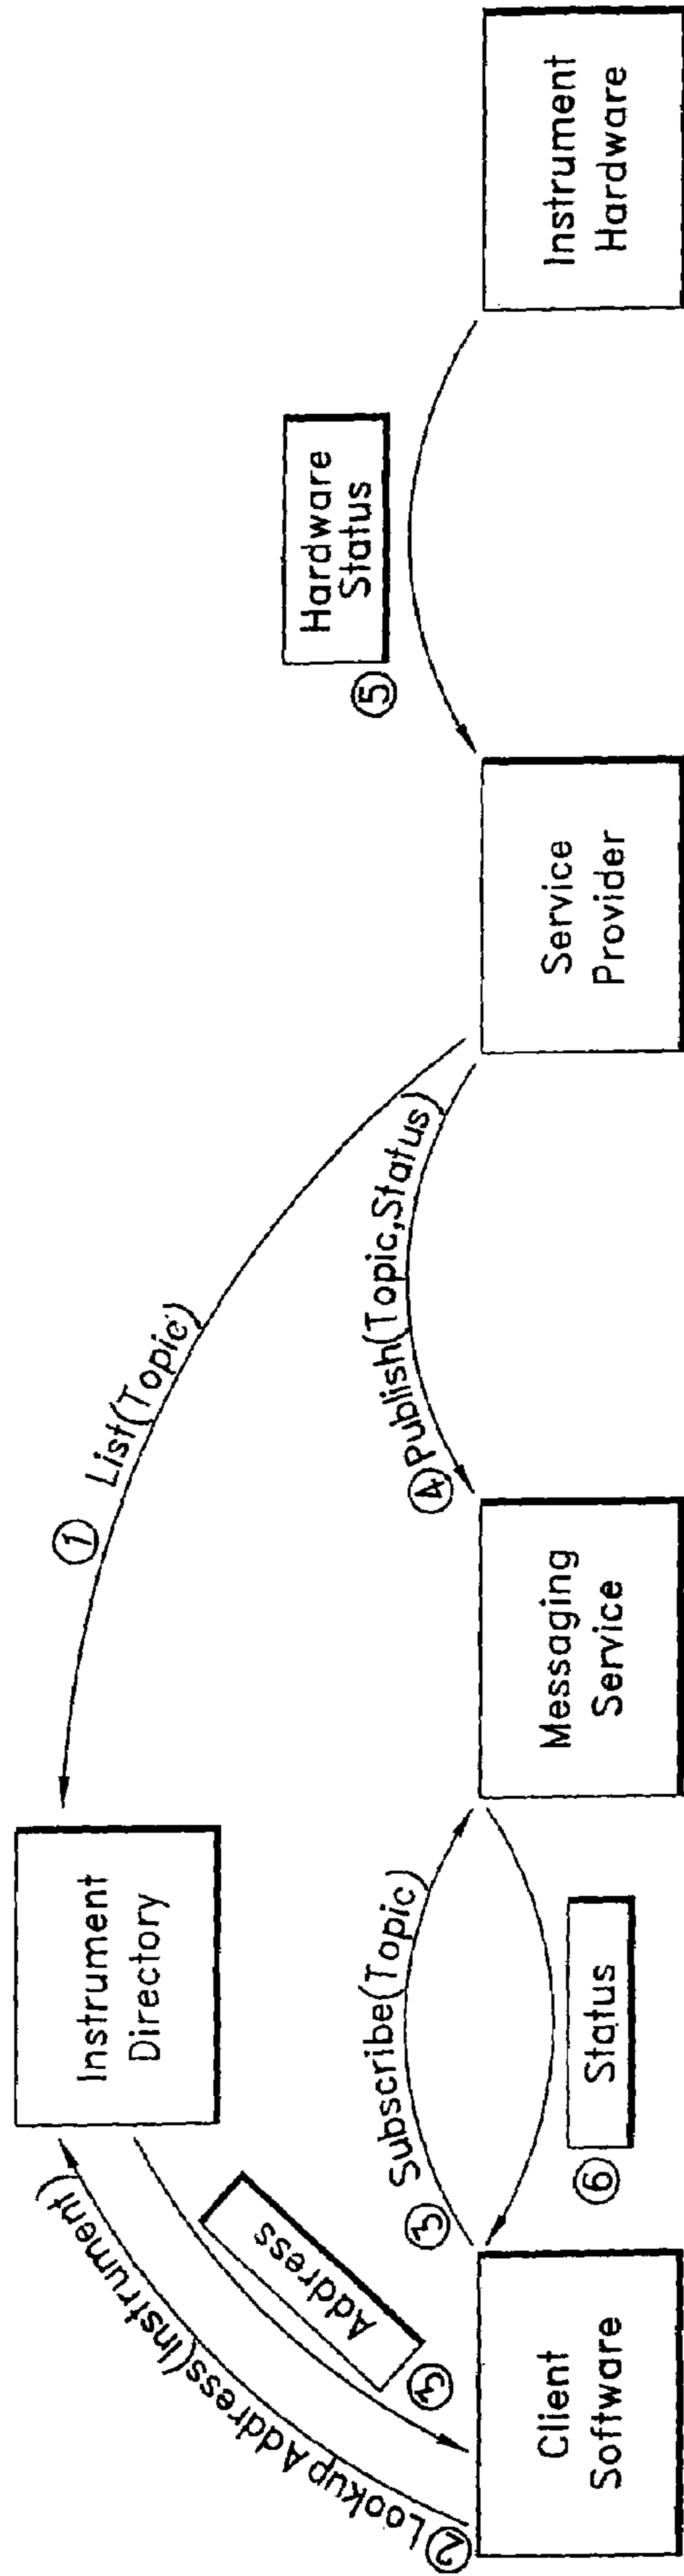 ① List(Topic)
Instrument
Directory
② LookupAddress(Instrument)
Address
③
③ Subscribe(Topic)
④ Publish(Topic,Status)
⑤
Hardware
Status
Client
Software
Messaging
Service
Service
Provider
Instrument
Hardware
⑥
Status